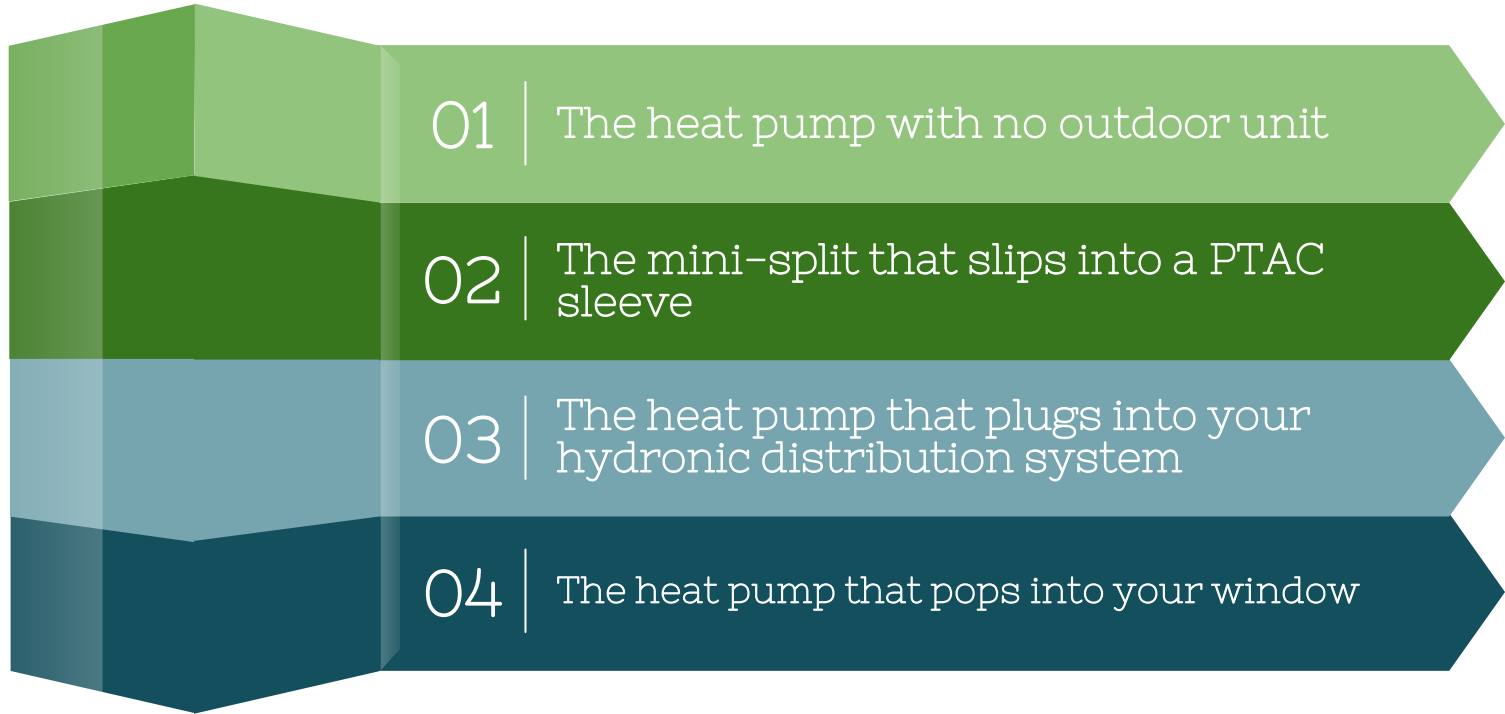 01
The heat pump with no outdoor unit
02
The mini-split that slips into a PTAC
sleeve
03
The heat pump that plugs into your
hydronic distribution system
04
The heat pump that pops into your window